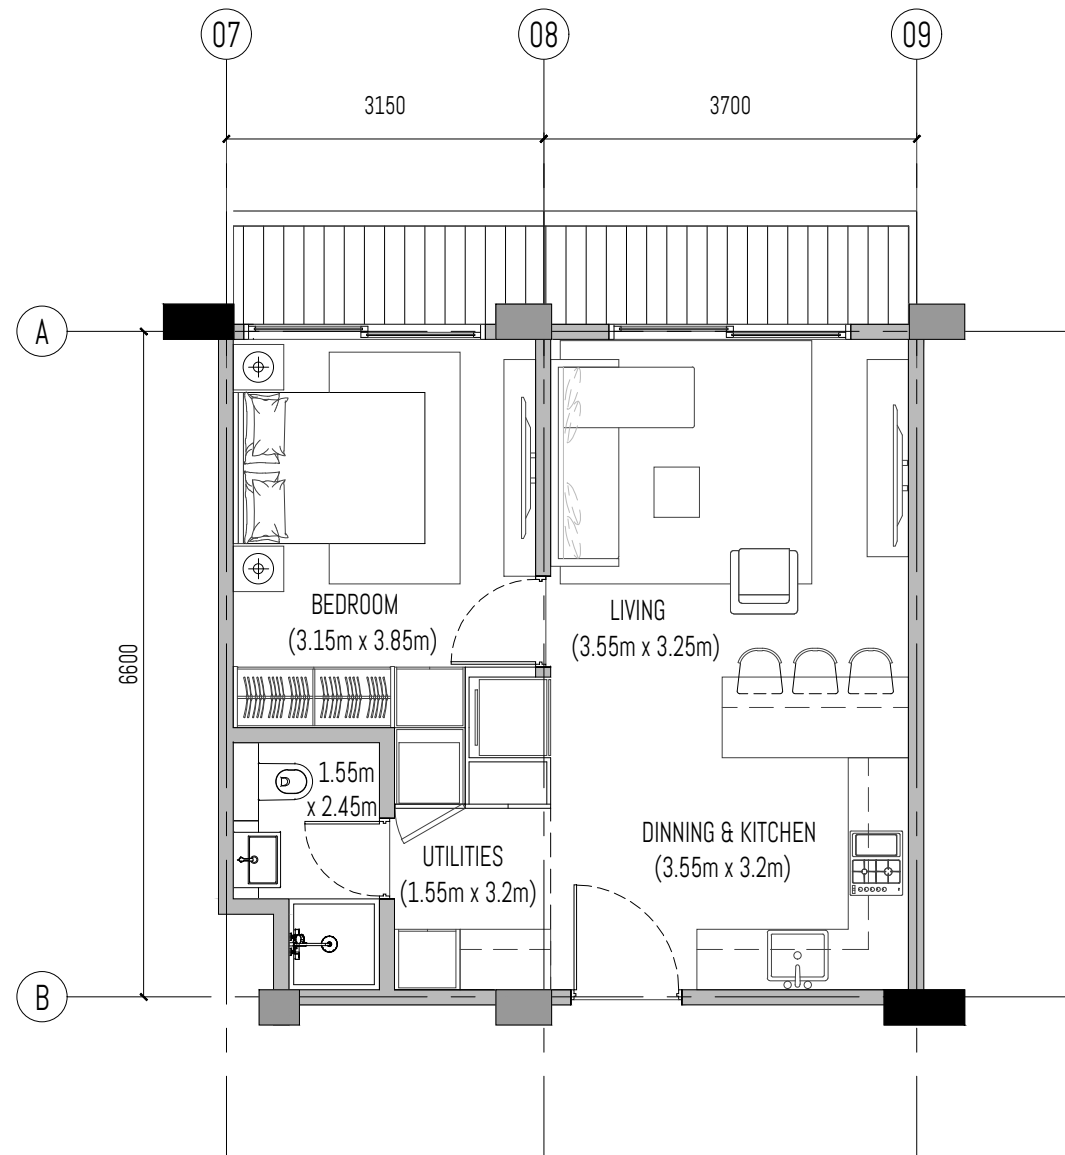 07
08
09
3150
3700
A
6600
BEDROOM
(3.15m x 3.85m)
LIVING
(3.55m x 3.25m)
1.55m
x 2.45m
DINNING & KITCHEN
(3.55m x 3.2m)
UTILITIES
(1.55m x 3.2m)
B